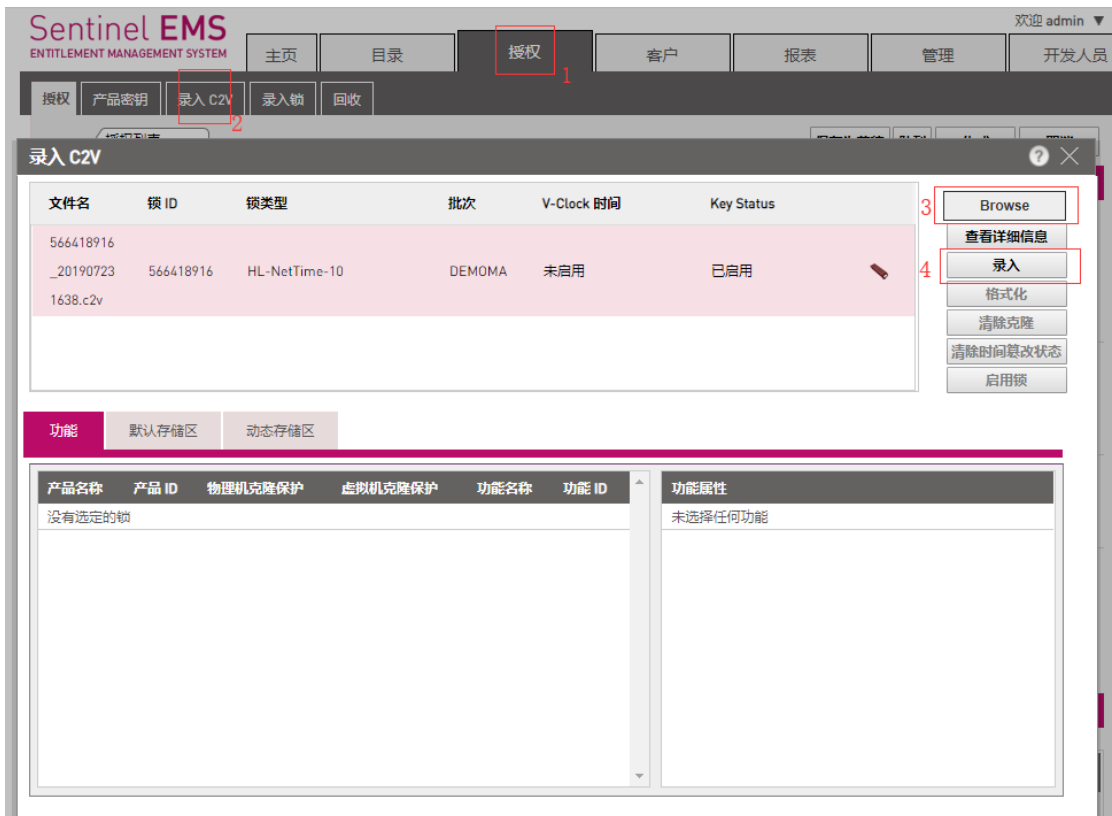 Sentinel EMS
ENTITLEMENT MANAGEMENT SYSTEM
欢迎 admin ▼
主页 目录 授权 客户 报表 管理 开发人员
1
授权 产品密钥 录入 C2V 录入锁 回收
2
授权列表
录入 C2V
文件名 锁 ID 锁类型 批次 V-Clock 时间 Key Status
566418916
_20190723 566418916 HL-NetTime-10 DEMOMA 未启用 已启用
1638.c2v
3 Browse
查看详细信息
4 录入
格式化
清除克隆
清除时间篡改状态
启用锁
功能 默认存储区 动态存储区
产品名称 产品 ID 物理机克隆保护 虚拟机克隆保护 功能名称 功能 ID 功能属性
没有选定的锁 未选择任何功能